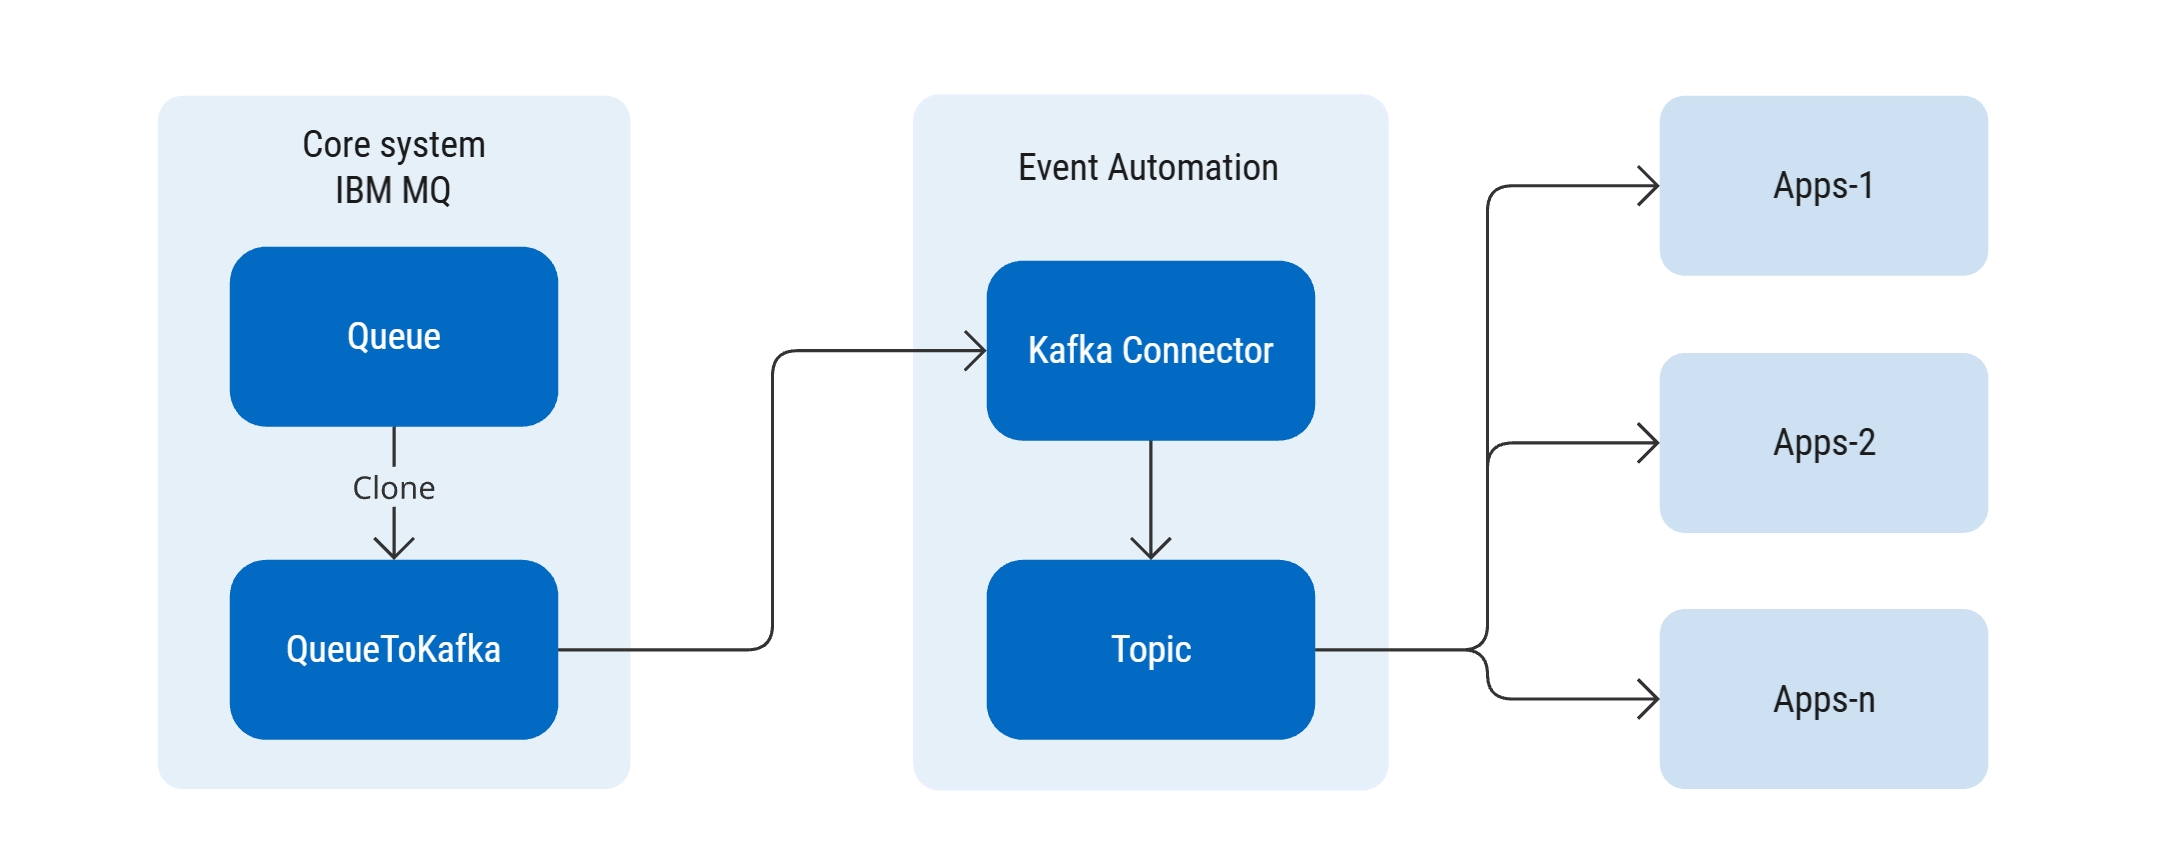 Core system
IBM MQ
Queue
Clone
QueueToKafka
Event Automation
Kafka Connector
Topic
Apps-1
Apps-2
Apps-n